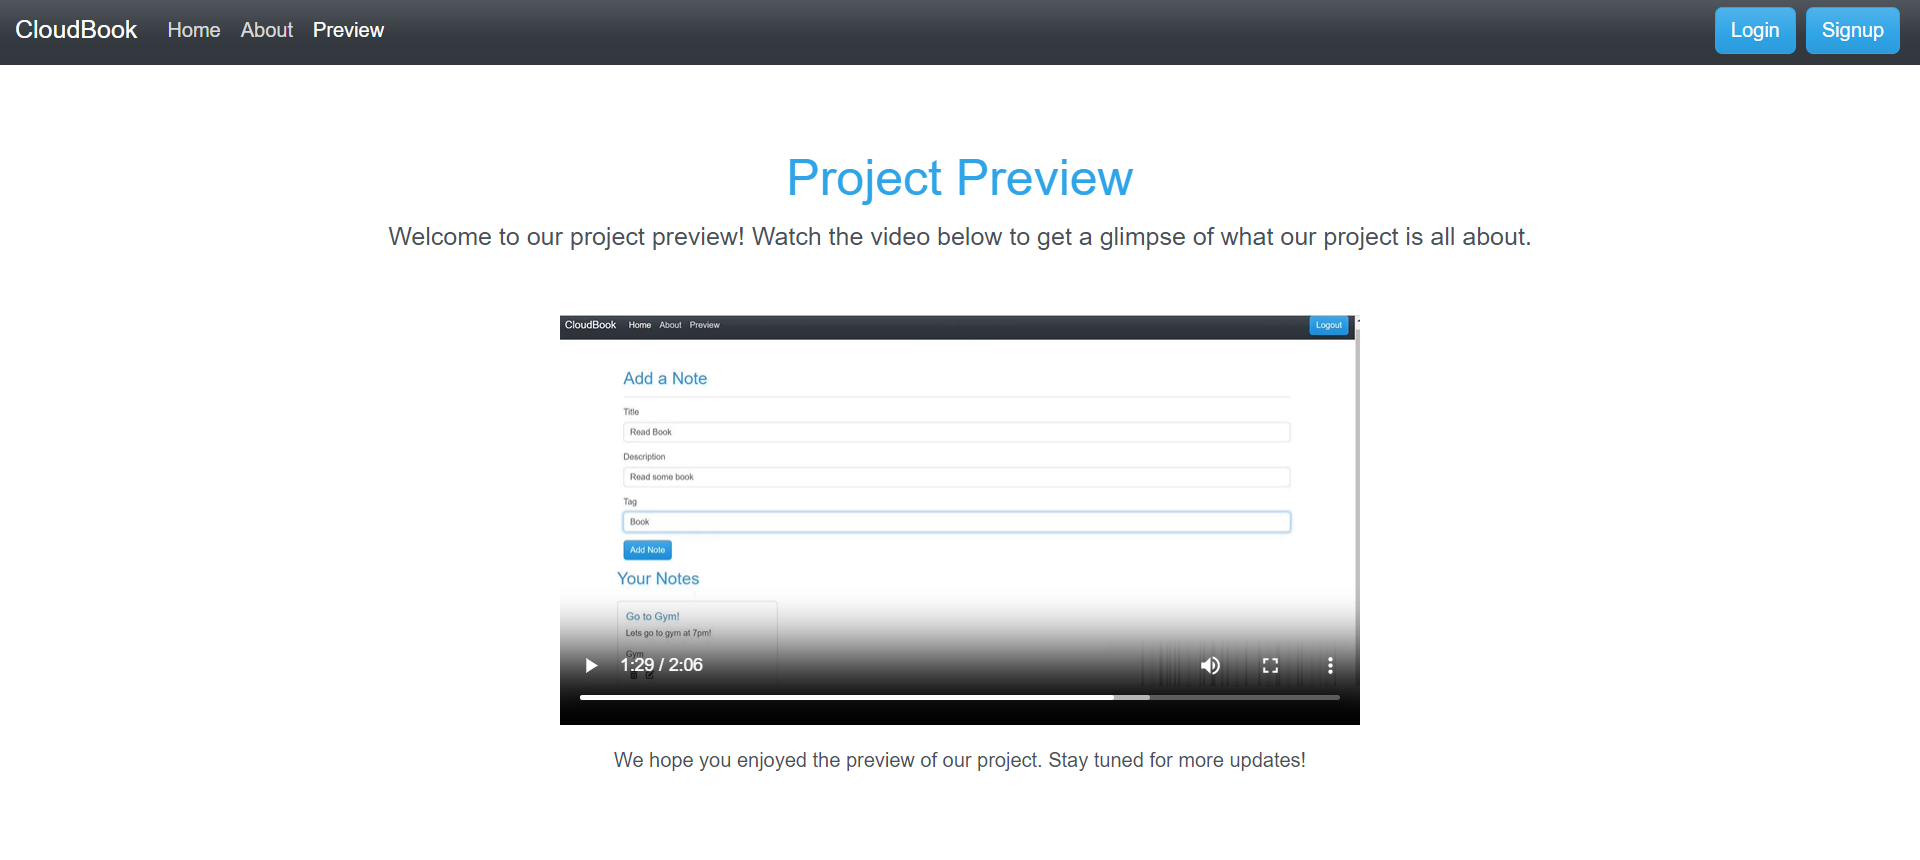 CloudBook Home About Preview Login Signup
Project Preview
Welcome to our project preview! Watch the video below to get a glimpse of what our project is all about.
CloudBook Home About Preview Logout
Add a Note
Title
Read Book
Description
Read some book
Tag
Book
Add Note
Your Notes
Go to Gym!
Lets go to gym at 7pm!
Gym
1:29 / 2:06
We hope you enjoyed the preview of our project. Stay tuned for more updates!